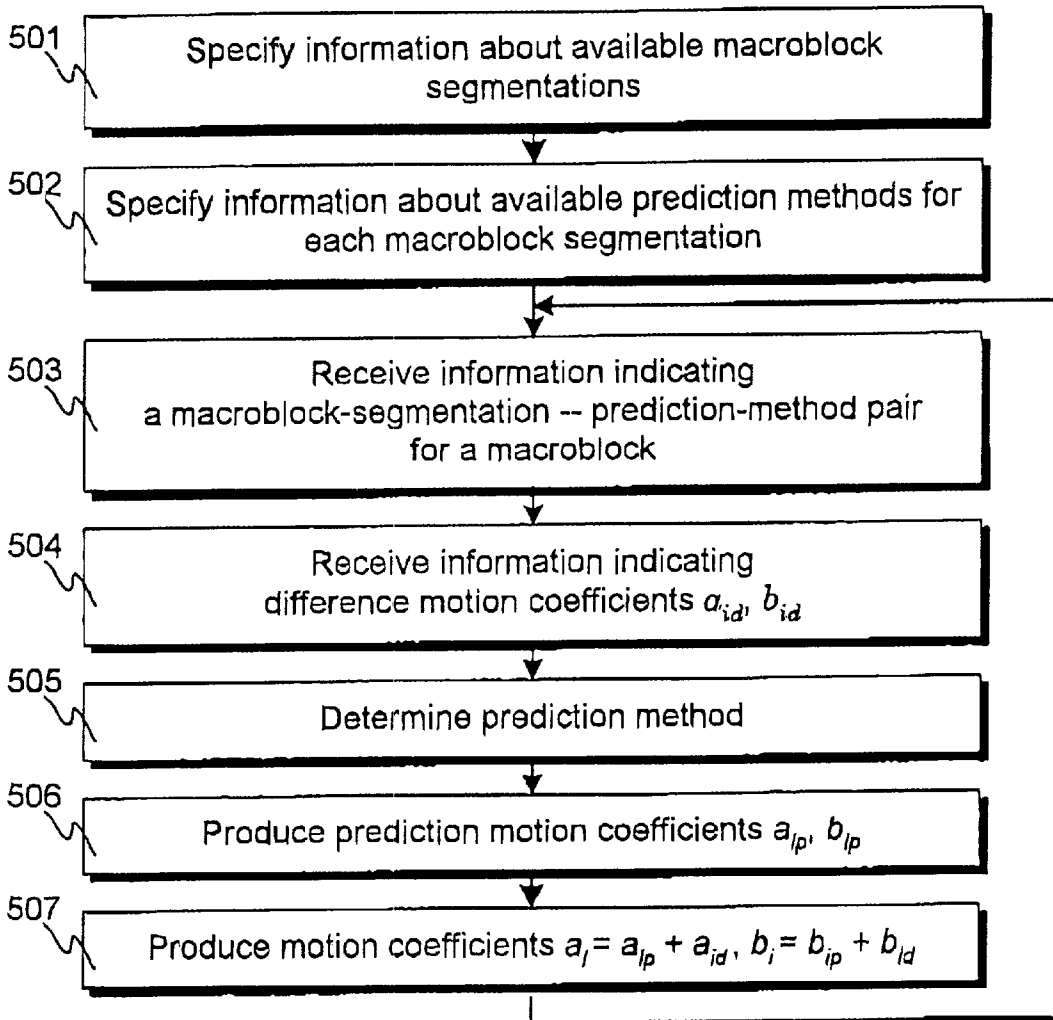 501
Specify information about available macroblock
segmentations
502
Specify information about available prediction methods for
each macroblock segmentation
503
Receive information indicating
a macroblock-segmentation -- prediction-method pair
for a macroblock
504
Receive information indicating
difference motion coefficients a_id, b_id
505
Determine prediction method
506
Produce prediction motion coefficients a_ip, b_ip
507
Produce motion coefficients a_i = a_ip + a_id, b_i = b_ip + b_id